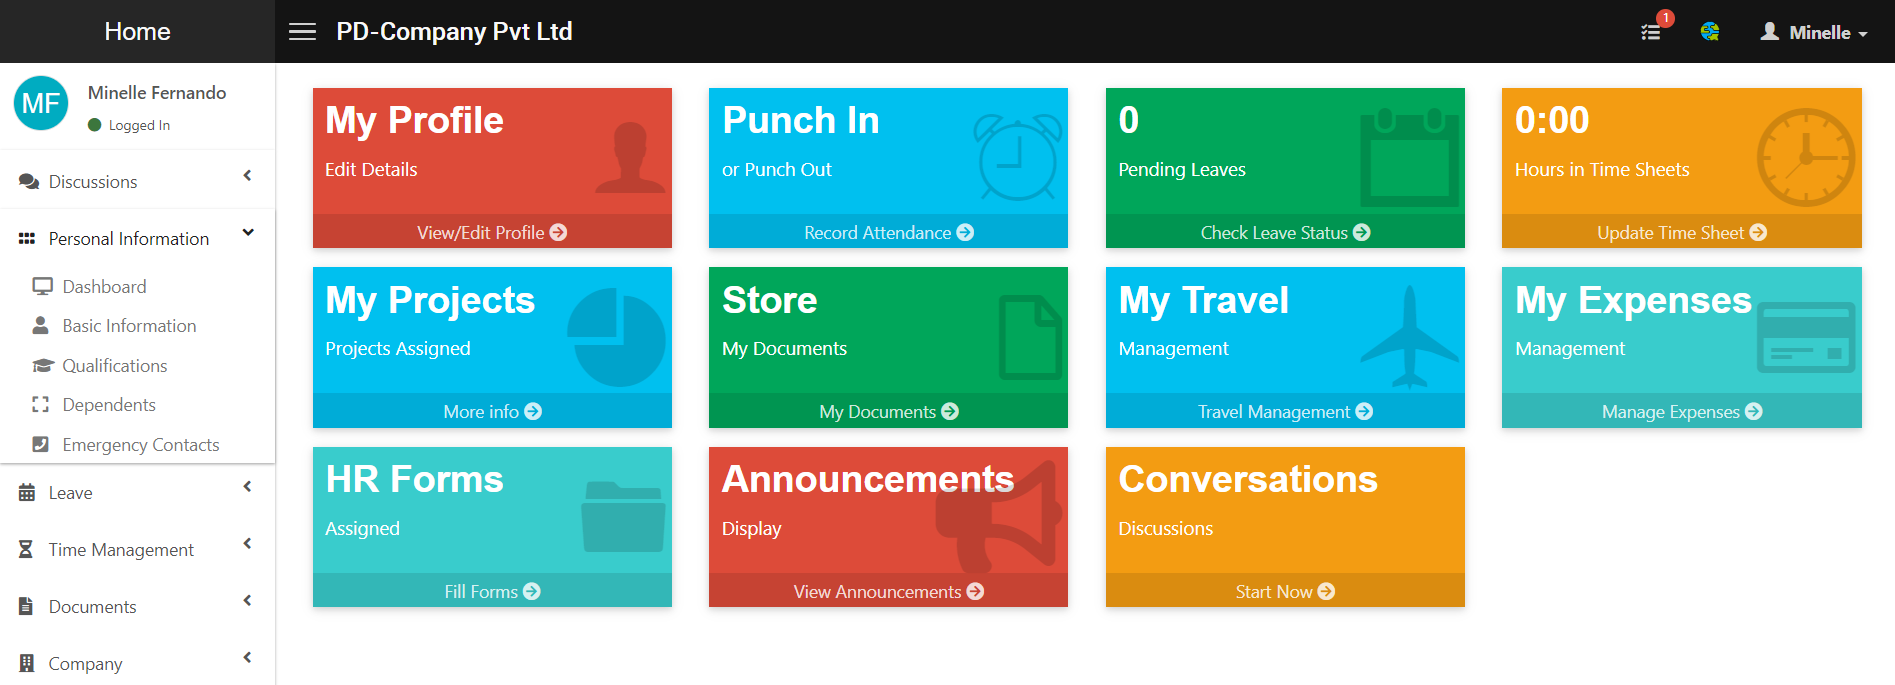 Home
PD-Company Pvt Ltd
1
Minelle
MF
Minelle Fernando
Logged In
Discussions
Personal Information
Dashboard
Basic Information
Qualifications
Dependents
Emergency Contacts
Leave
Time Management
Documents
Company
My Profile
Edit Details
View/Edit Profile
Punch In
or Punch Out
Record Attendance
0
Pending Leaves
Check Leave Status
0:00
Hours in Time Sheets
Update Time Sheet
My Projects
Projects Assigned
More info
Store
My Documents
My Documents
My Travel
Management
Travel Management
My Expenses
Management
Manage Expenses
HR Forms
Assigned
Fill Forms
Announcements
Display
View Announcements
Conversations
Discussions
Start Now